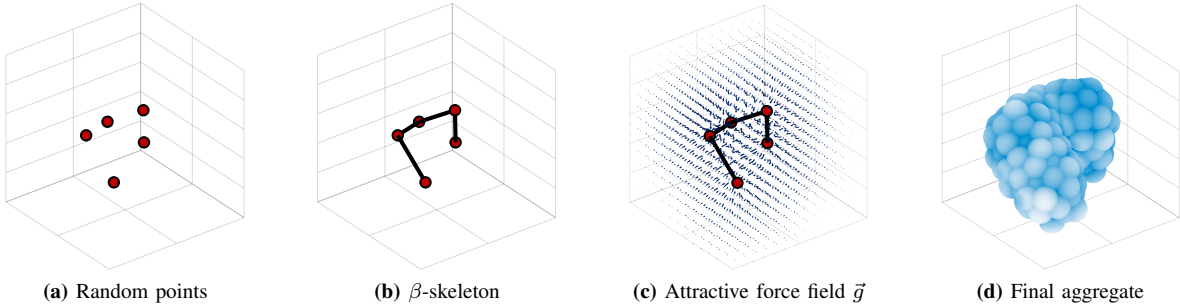 (a) Random points
(b) β-skeleton
(c) Attractive force field g⃗
(d) Final aggregate